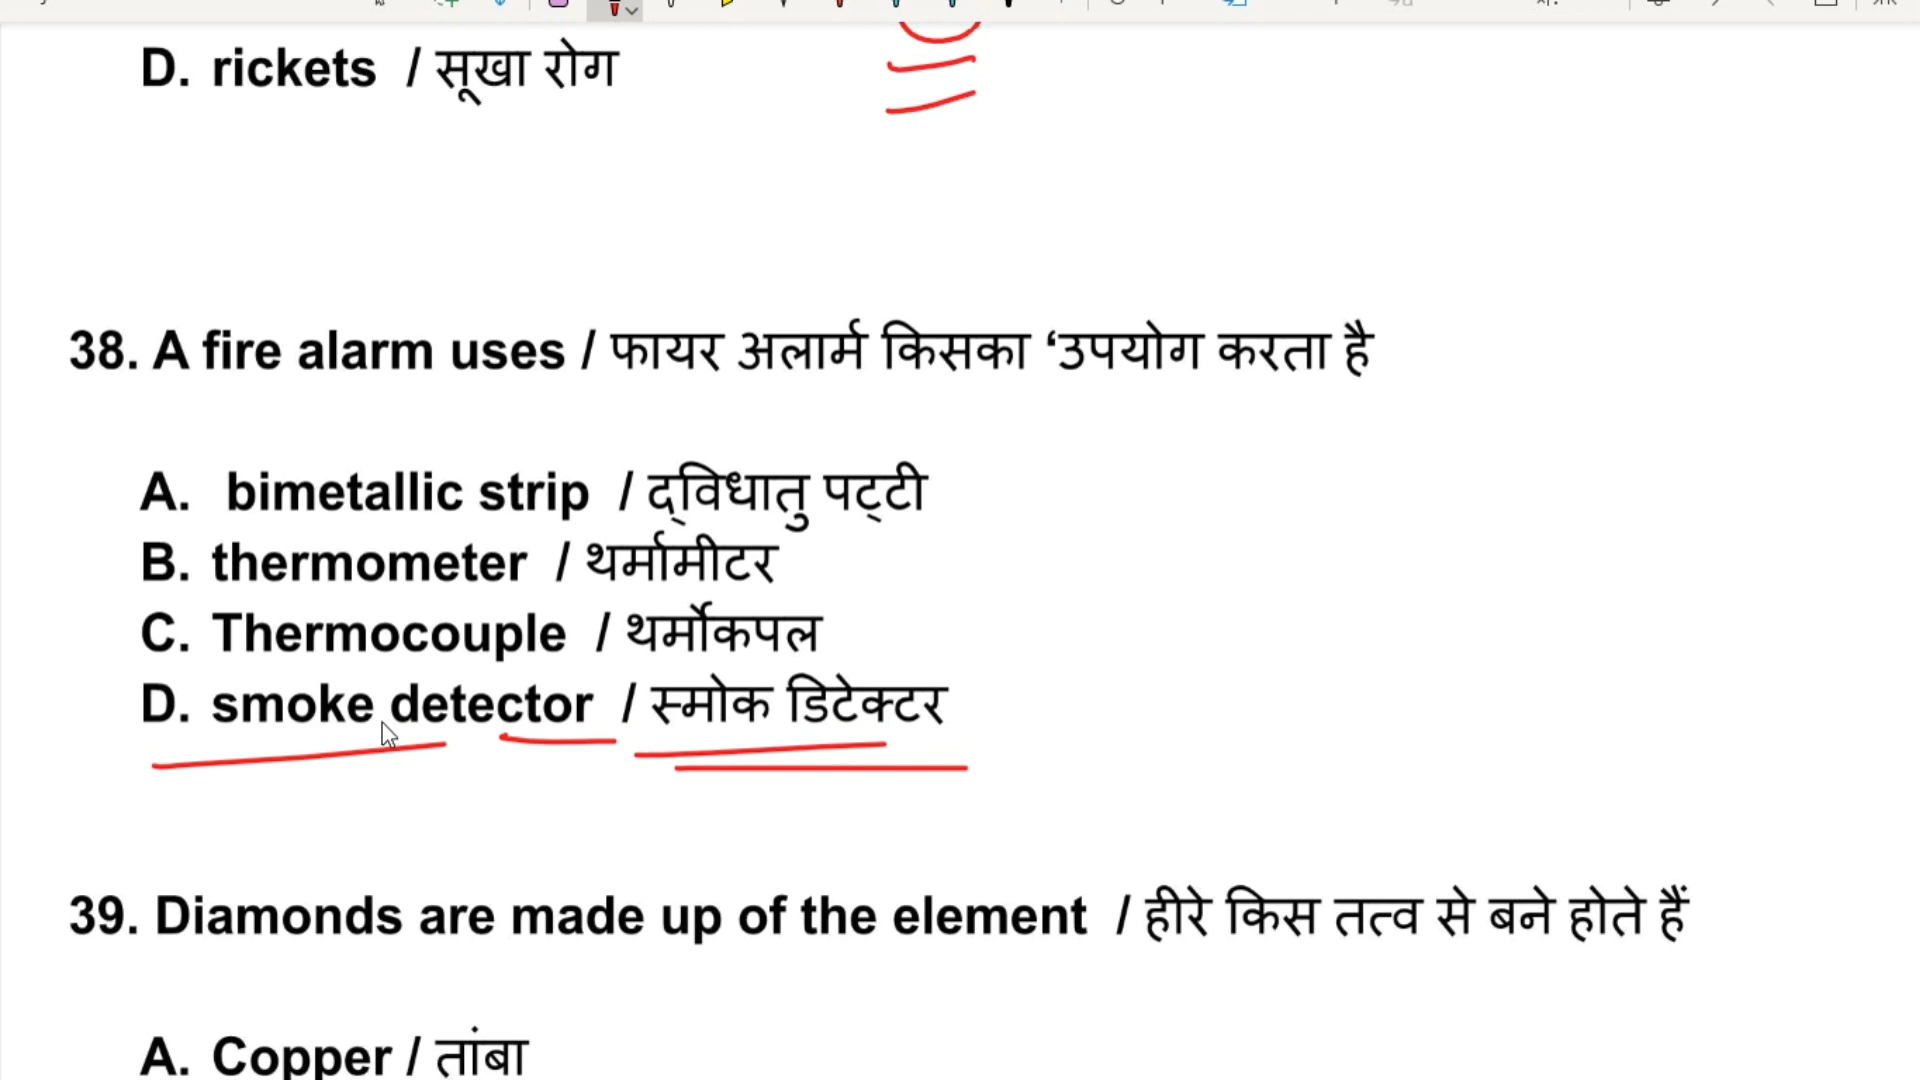 D. rickets / सूखा रोग
38. A fire alarm uses / फायर अलार्म किसका ‘उपयोग करता है
A. bimetallic strip / द्विधातु पट्टी
B. thermometer / थर्मामीटर
C. Thermocouple / थर्मोकपल
D. smoke detector / स्मोक डिटेक्टर
39. Diamonds are made up of the element / हीरे किस तत्व से बने होते हैं
A. Copper / तांबा